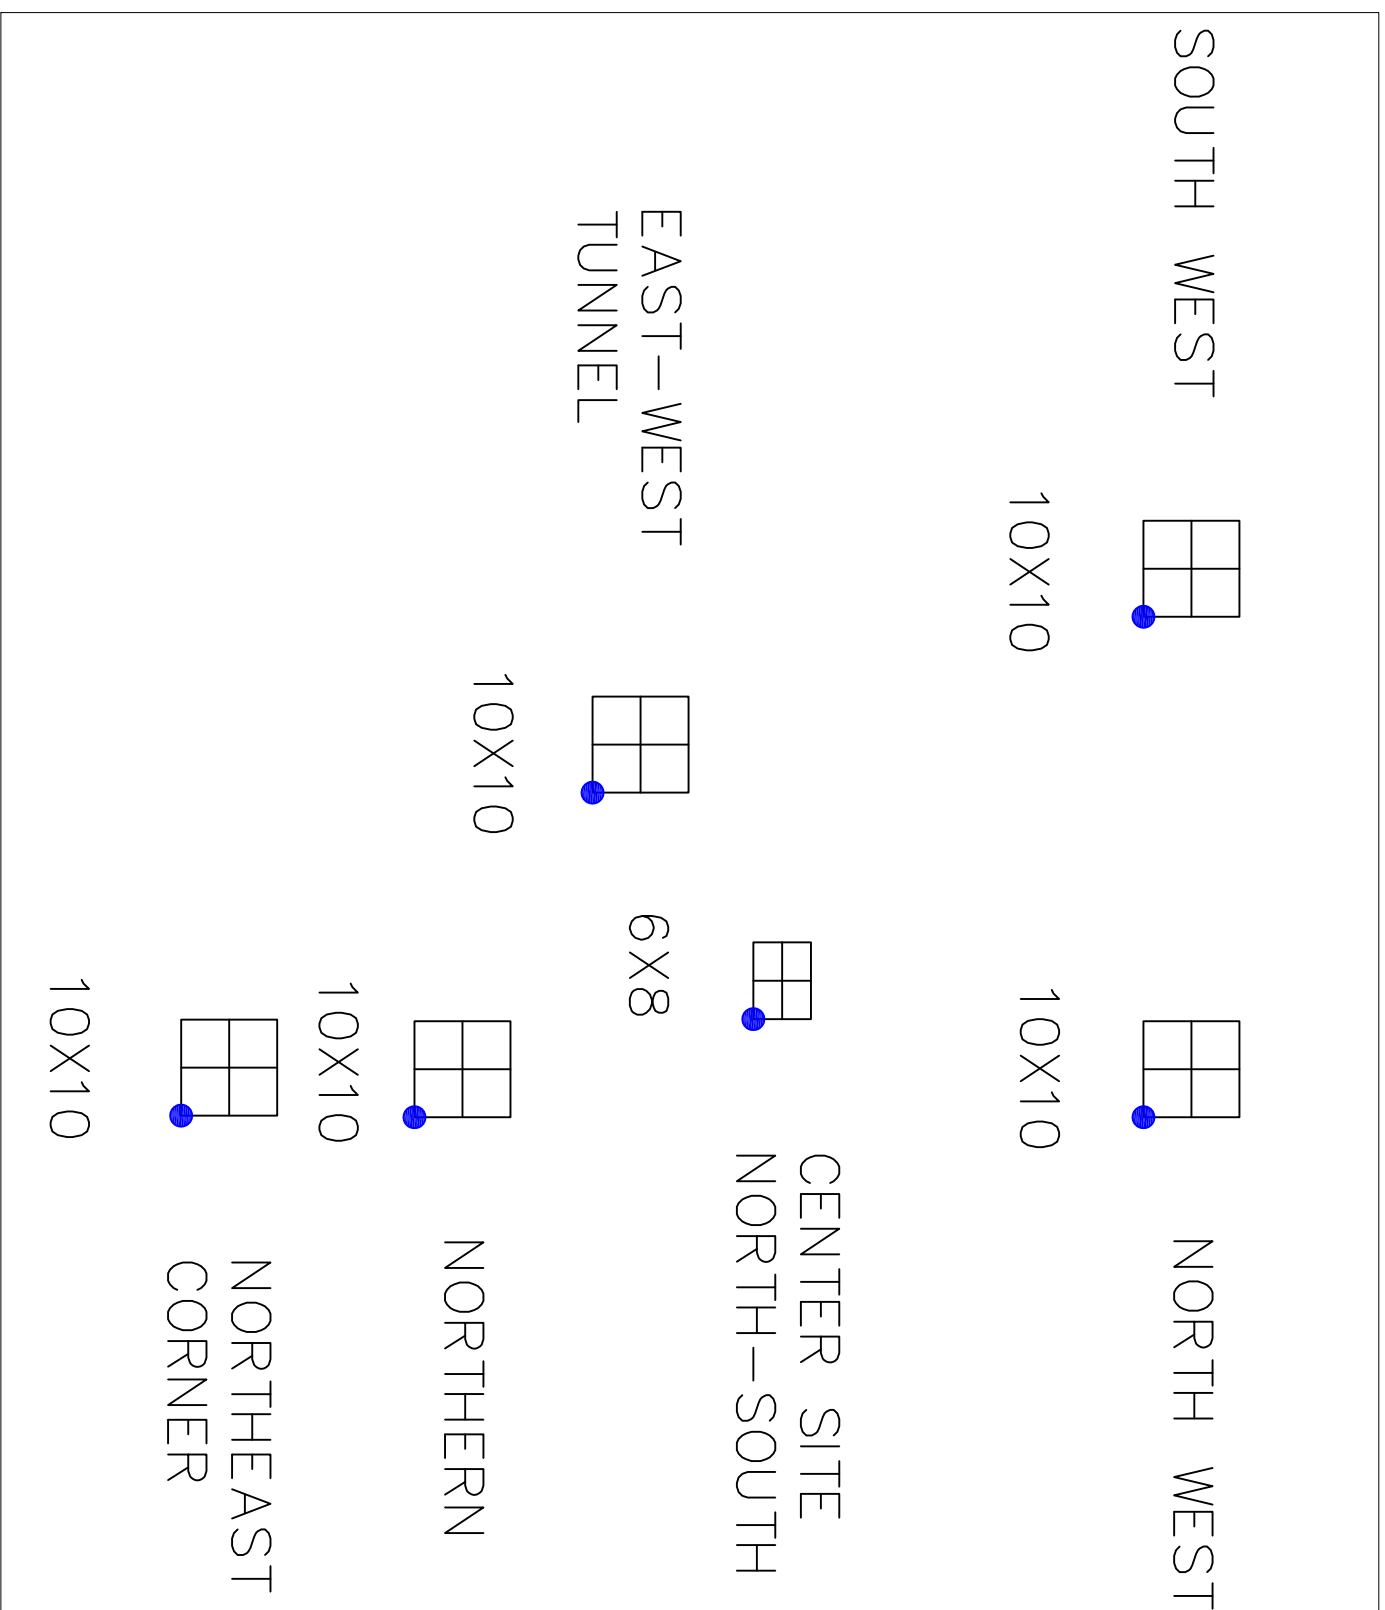 SOUTH WEST
10X10
NORTH WEST
10X10
CENTER SITE
NORTH-SOUTH
6X8
EAST-WEST
TUNNEL
10X10
NORTHERN
10X10
NORTHEAST
CORNER
10X10